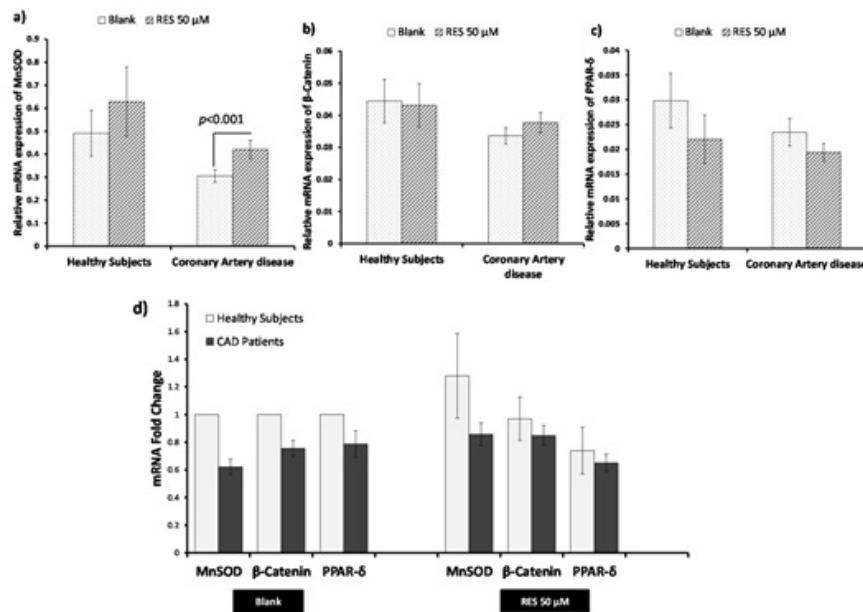 a)
Blank RES 50 µM
Relative mRNA expression of MnSOD
0.9
0.8
0.7
0.6
0.5
0.4
0.3
0.2
0.1
0
p<0.001
Healthy Subjects Coronary Artery disease
b)
Blank RES 50 µM
Relative mRNA expression of β-Catenin
0.06
0.05
0.04
0.03
0.02
0.01
0.00
Healthy Subjects Coronary Artery
disease
c)
Blank RES 50 µM
Relative mRNA expression of PPAR-δ
0.04
0.035
0.03
0.025
0.02
0.015
0.01
0.005
0
Healthy Subjects Coronary Artery disease
d)
Healthy Subjects
CAD Patients
mRNA Fold Change
1.8
1.6
1.4
1.2
1
0.8
0.6
0.4
0.2
0
MnSOD β-Catenin PPAR-δ MnSOD β-Catenin PPAR-δ
Blank RES 50 µM